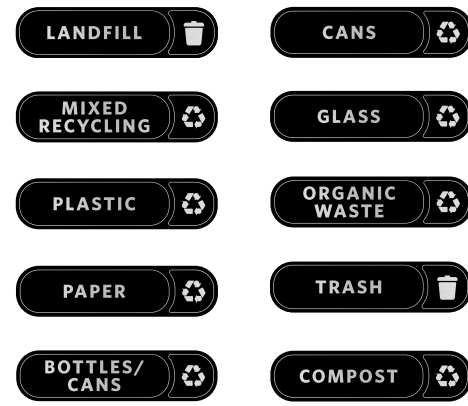 LANDFILL
CANS
MIXED
RECYCLING
GLASS
PLASTIC
ORGANIC
WASTE
PAPER
TRASH
BOTTLES/
CANS
COMPOST